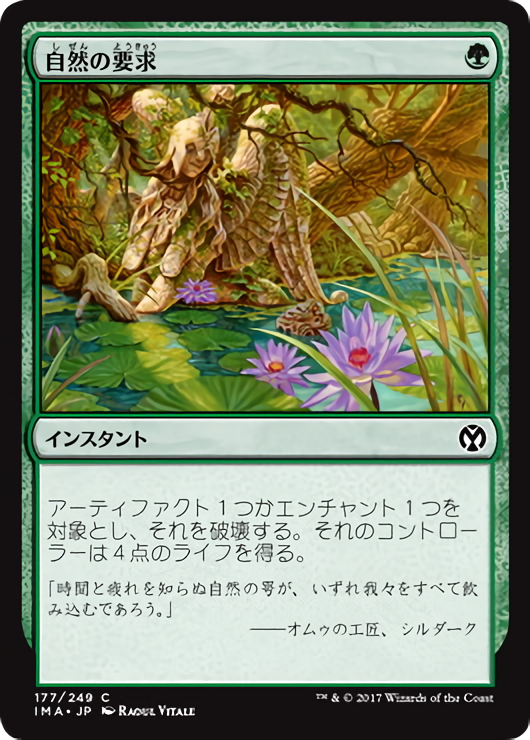 自然の要求
しぜん ようきゅう
インスタント
アーティファクト1つかエンチャント1つを
対象とし、それを破壊する。それのコントロー
ラーは4点のライフを得る。
「時間と疲れを知らぬ自然の咢が、いずれ我々をすべて飲
み込むであろう。」
――オムゥの工匠、シルダーク
177/249 C
IMA・JP Raoul Vitale
™ & © 2017 Wizards of the Coast